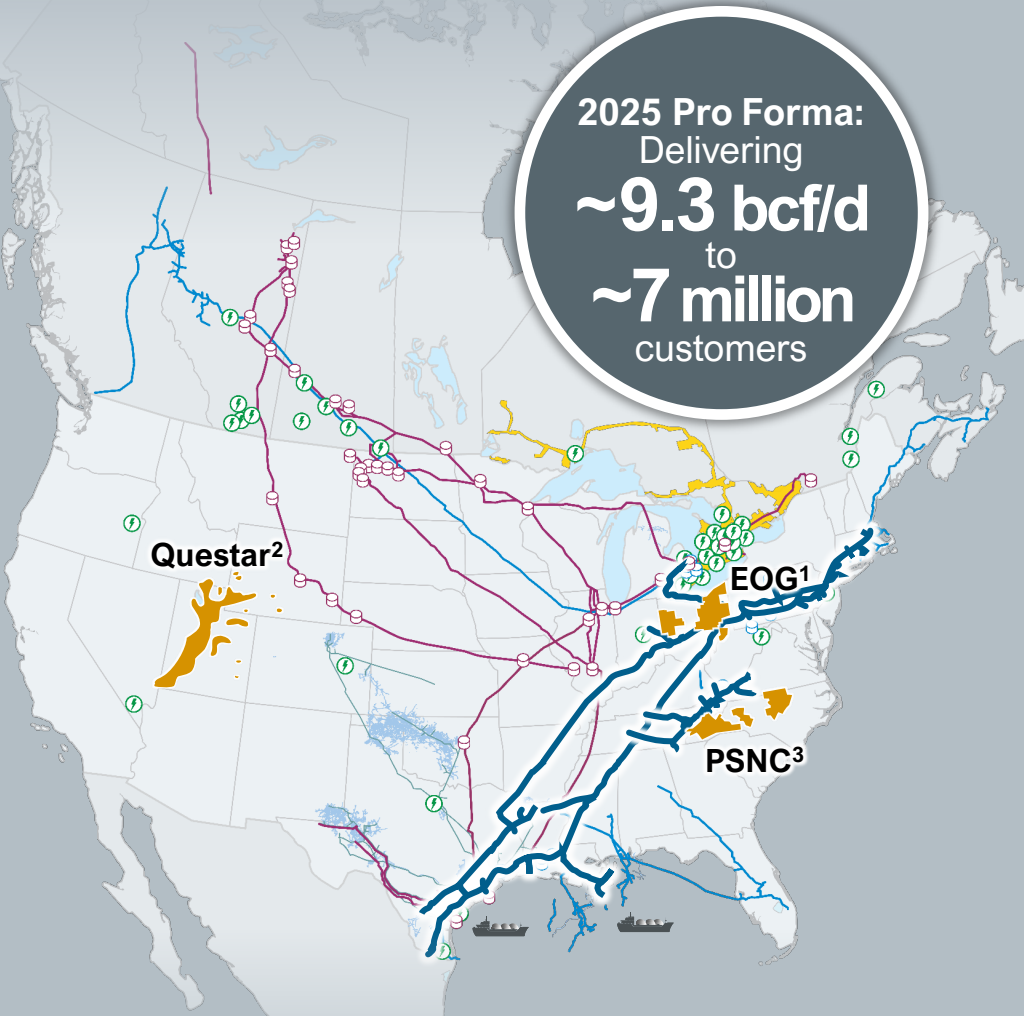 2025 Pro Forma:
Delivering
~9.3 bcf/d
to
~7 million
customers
Questar2
EOG1
PSNC3